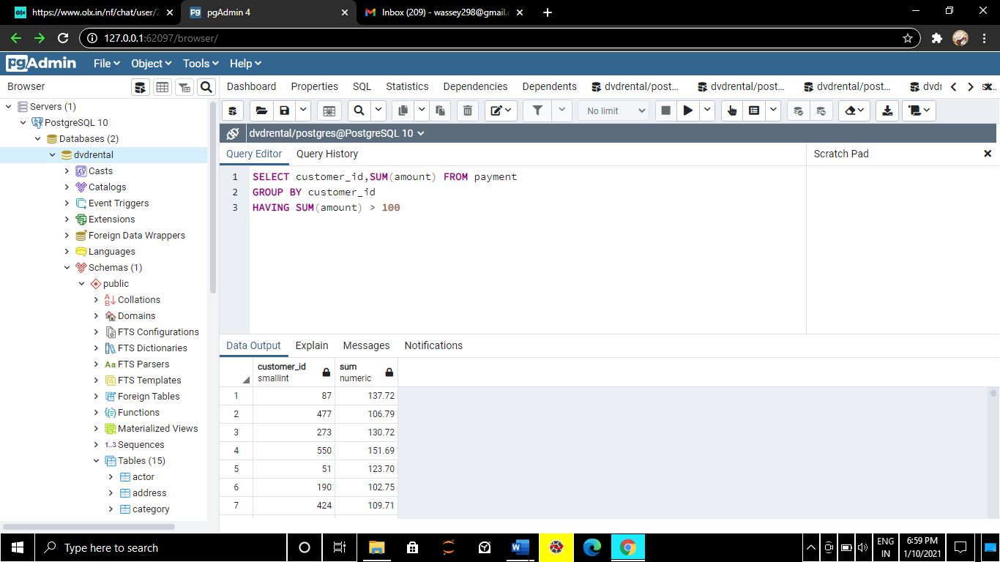 https://www.olx.in/nf/chat/user/2
pgAdmin 4
Inbox (209) - wassey298@gmail.c
127.0.0.1:62097/browser/
pgAdmin File Object Tools Help
Browser
Dashboard Properties SQL Statistics Dependencies Dependents dvdrental/post... dvdrental/post... dvdrental/post... dvdr
No limit
dvdrental/postgres@PostgreSQL 10
Servers (1)
PostgreSQL 10
Databases (2)
dvdrental
Casts
Catalogs
Event Triggers
Extensions
Foreign Data Wrappers
Languages
Schemas (1)
public
Collations
Domains
FTS Configurations
FTS Dictionaries
Aa FTS Parsers
FTS Templates
Foreign Tables
Functions
Materialized Views
1..3 Sequences
Tables (15)
actor
address
category
Query Editor Query History
Scratch Pad
1 SELECT customer_id,SUM(amount) FROM payment
2 GROUP BY customer_id
3 HAVING SUM(amount) > 100
Data Output Explain Messages Notifications
customer_id sum
smallint numeric
1 87 137.72
2 477 106.79
3 273 130.72
4 550 151.69
5 51 123.70
6 190 102.75
7 424 109.71
Type here to search
ENG
IN
6:59 PM
1/10/2021